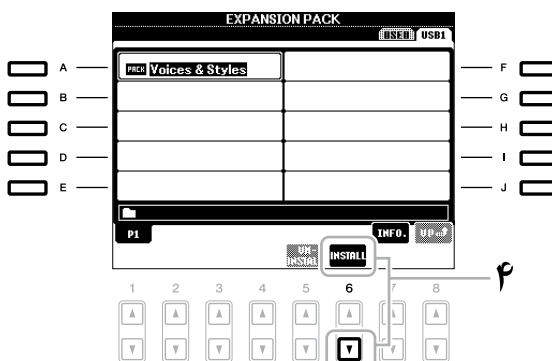 EXPANSION PACK
USER USB1
A PACK Voices & Styles F
B G
C H
D I
E J
P1 INFO. UP
UN-INSTALL INSTALL
۴
1 2 3 4 5 6 7 8